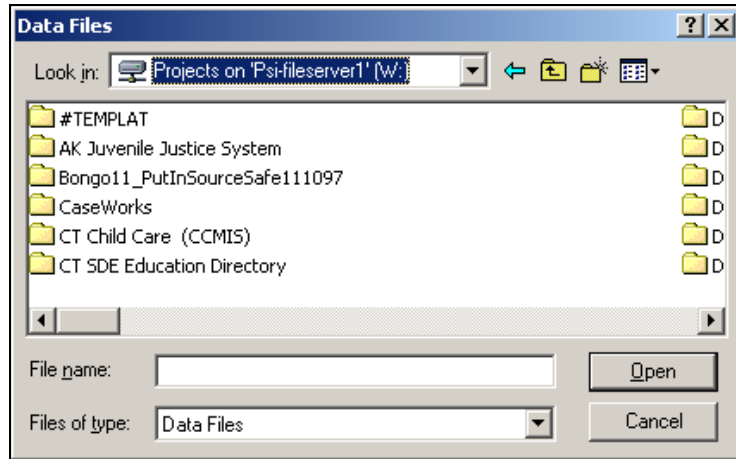 Data Files
Look in: Projects on 'Psi-fileserver1' (W:)
#TEMPLAT D
AK Juvenile Justice System D
Bongo11_PutInSourceSafe111097 D
CaseWorks D
CT Child Care (CCMIS) D
CT SDE Education Directory D
File name: Open
Files of type: Data Files Cancel